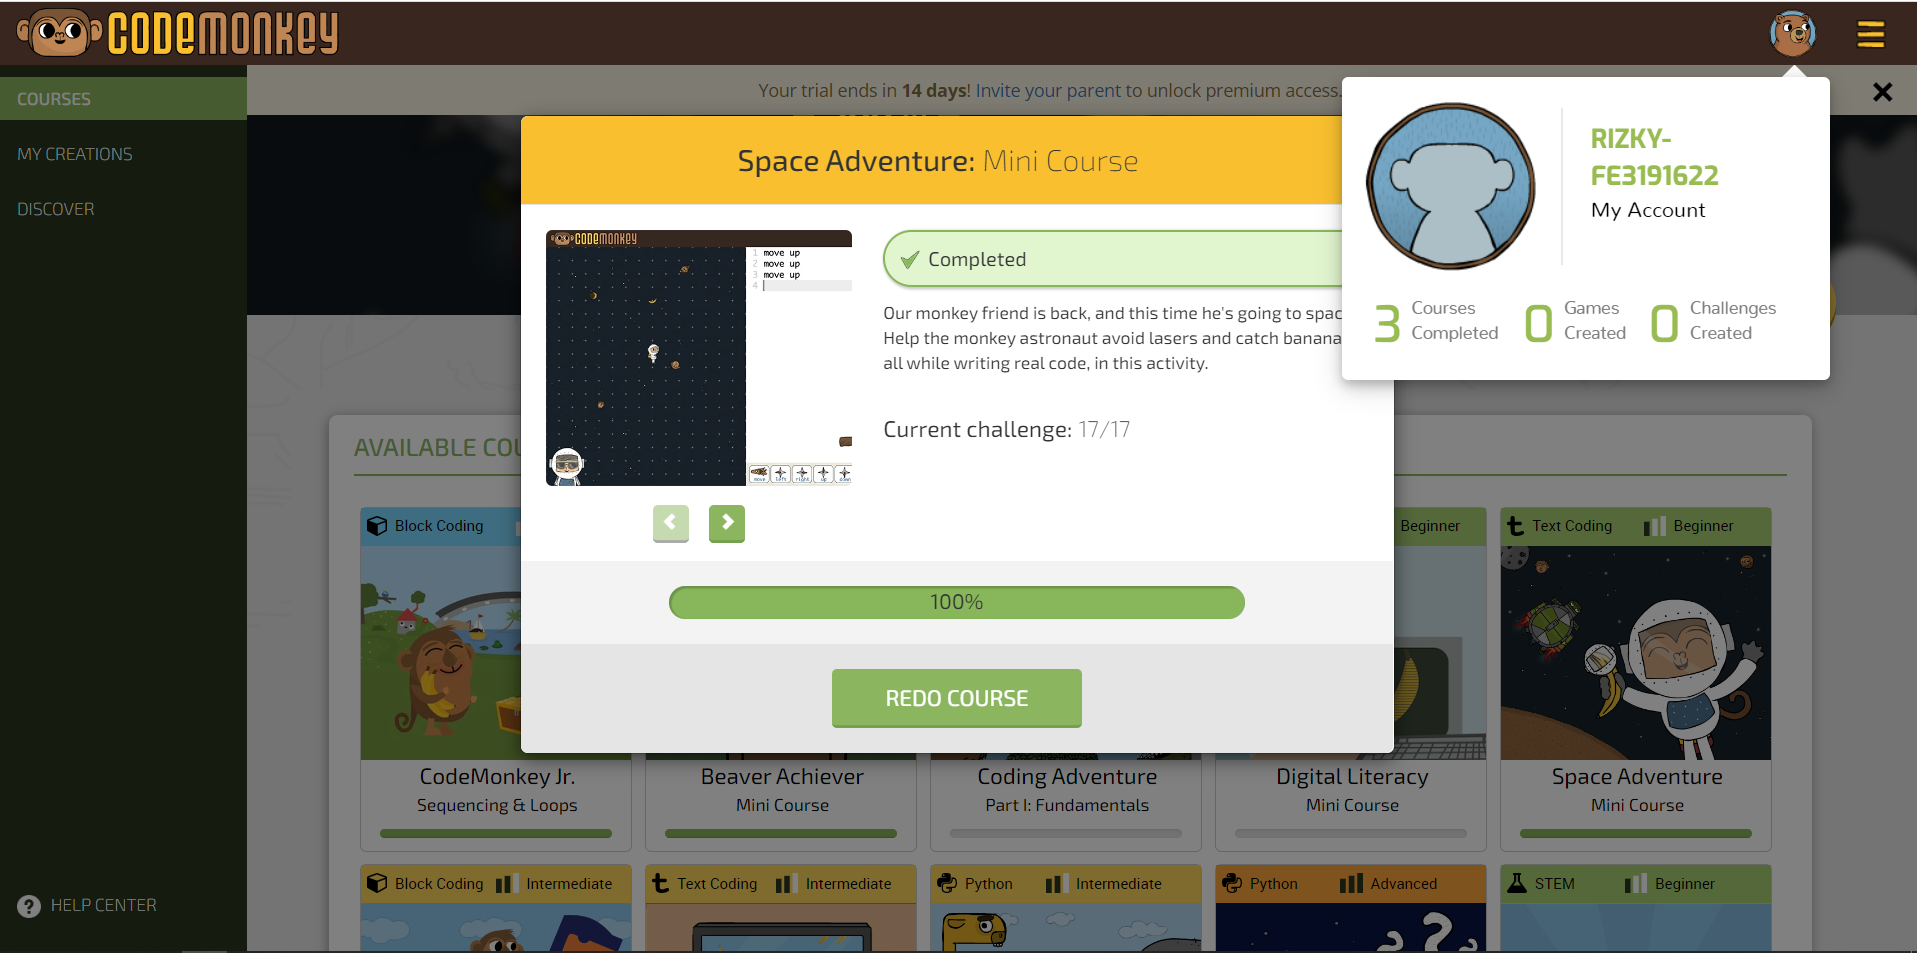 CODEMONKEY
COURSES
MY CREATIONS
DISCOVER
HELP CENTER
Your trial ends in 14 days! Invite your parent to unlock premium access.
RIZKY-
FE3191622
My Account
3 Courses Completed
0 Games Created
0 Challenges Created
Space Adventure: Mini Course
CODEMONKEY
1 move up
2 move up
3 move up
4
move left right up down
Completed
Our monkey friend is back, and this time he's going to spac
Help the monkey astronaut avoid lasers and catch banana
all while writing real code, in this activity.
Current challenge: 17/17
100%
REDO COURSE
AVAILABLE COU
Block Coding
Beginner
Text Coding Beginner
CodeMonkey Jr.
Sequencing & Loops
Beaver Achiever
Mini Course
Coding Adventure
Part I: Fundamentals
Digital Literacy
Mini Course
Space Adventure
Mini Course
Block Coding Intermediate
Text Coding Intermediate
Python Intermediate
Python Advanced
STEM Beginner